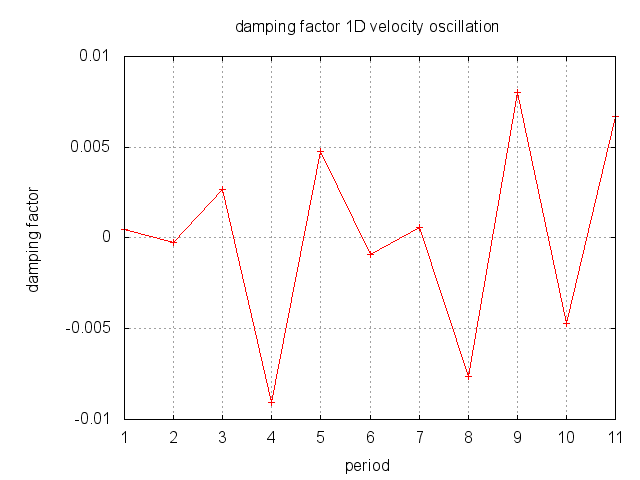 damping factor 1D velocity oscillation
0.01
0.005
0
-0.005
-0.01
damping factor
1 2 3 4 5 6 7 8 9 10 11
period